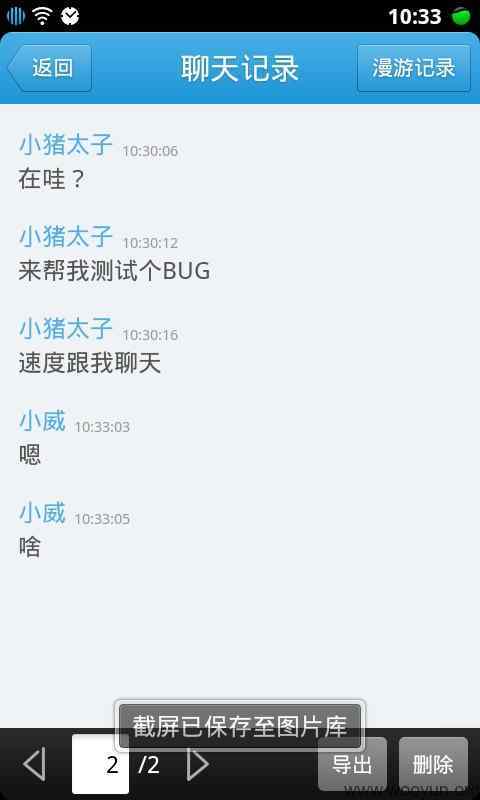 10:33
返回
聊天记录
漫游记录
小猪太子 10:30:06
在哇？
小猪太子 10:30:12
来帮我测试个BUG
小猪太子 10:30:16
速度跟我聊天
小威 10:33:03
嗯
小威 10:33:05
啥
截屏已保存至图片库
2 /2
导出
删除